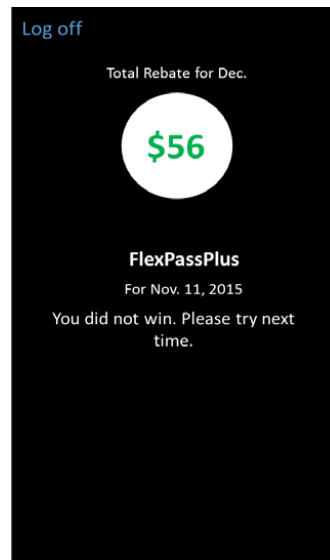 Log off
Total Rebate for Dec.
$56
FlexPassPlus
For Nov. 11, 2015
You did not win. Please try next
time.